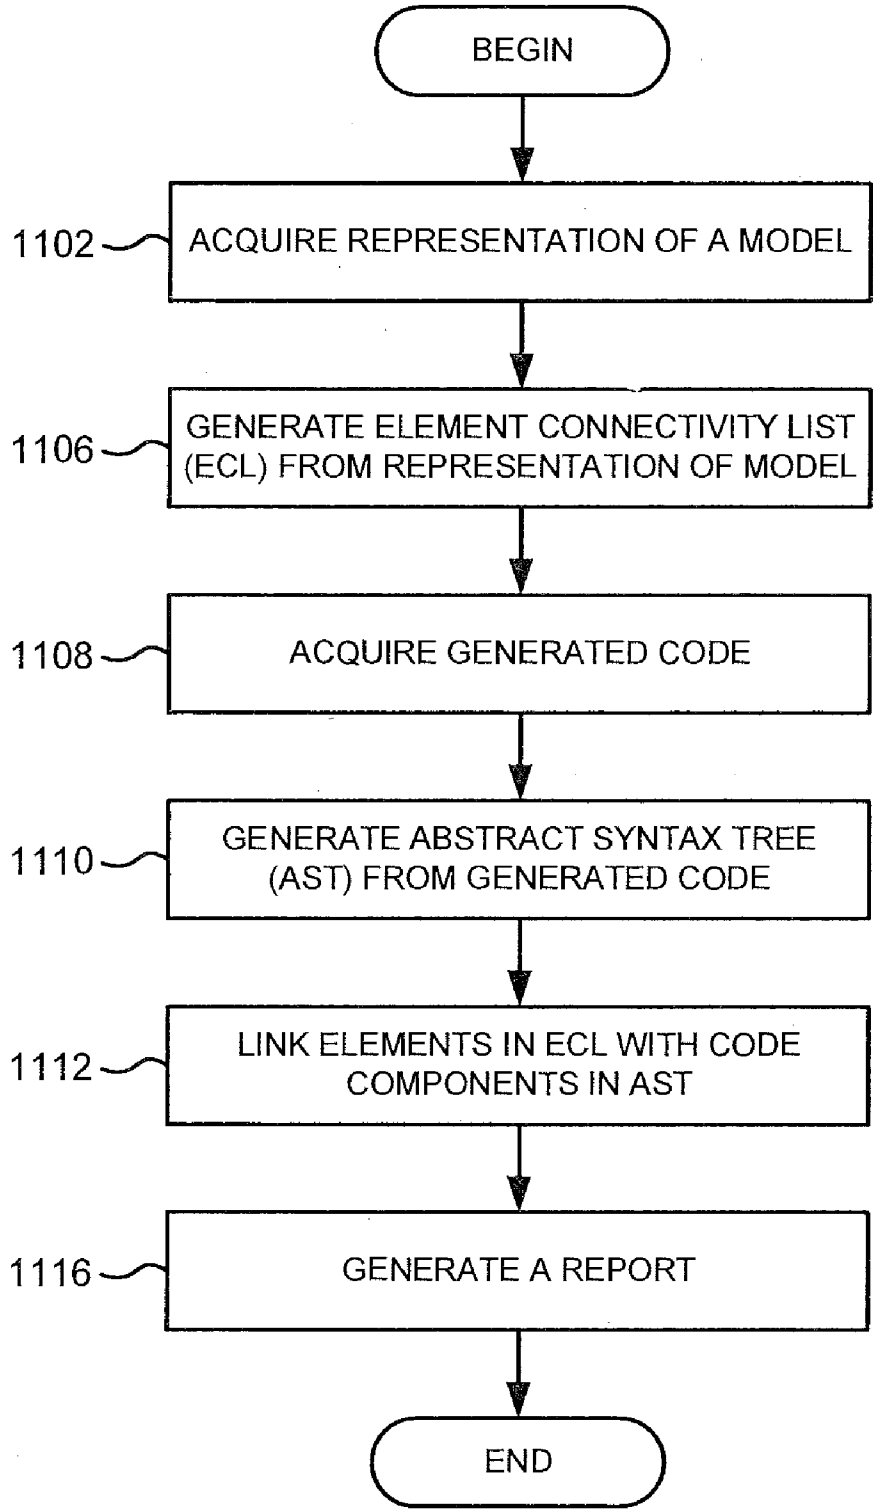 BEGIN
1102
ACQUIRE REPRESENTATION OF A MODEL
1106
GENERATE ELEMENT CONNECTIVITY LIST
(ECL) FROM REPRESENTATION OF MODEL
1108
ACQUIRE GENERATED CODE
1110
GENERATE ABSTRACT SYNTAX TREE
(AST) FROM GENERATED CODE
1112
LINK ELEMENTS IN ECL WITH CODE
COMPONENTS IN AST
1116
GENERATE A REPORT
END